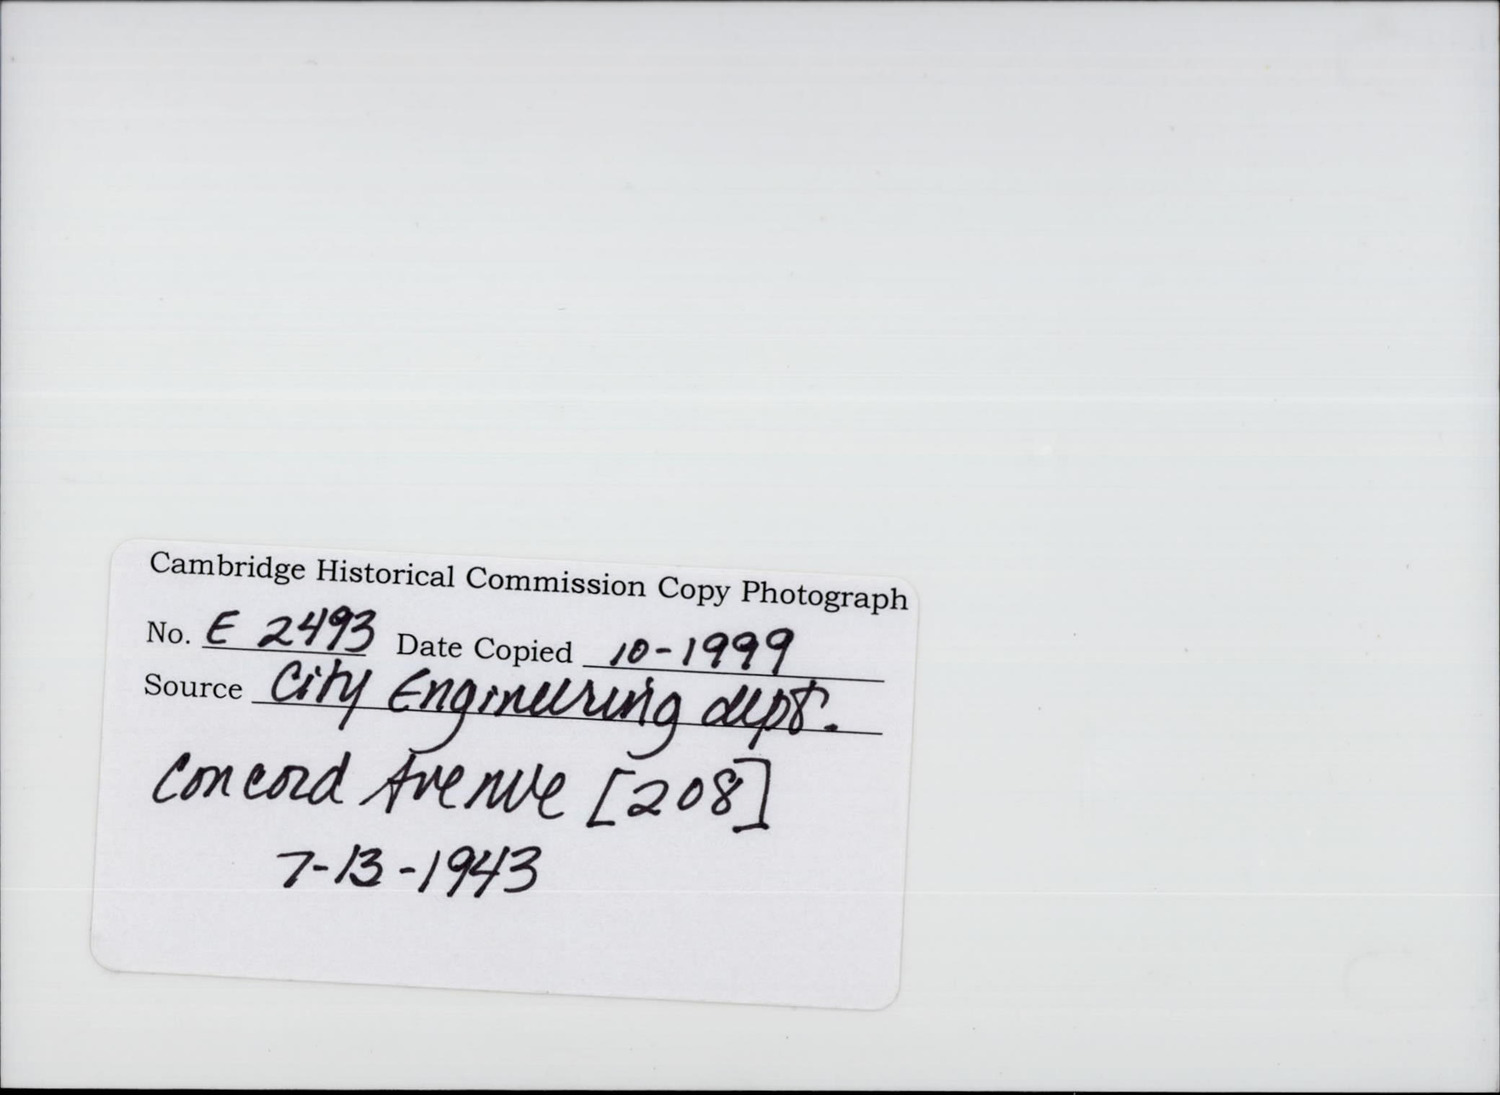 Cambridge Historical Commission Copy Photograph
No. E 2493 Date Copied 10-1999
Source City Engineering dept.
Concord Avenue [208]
7-13-1943